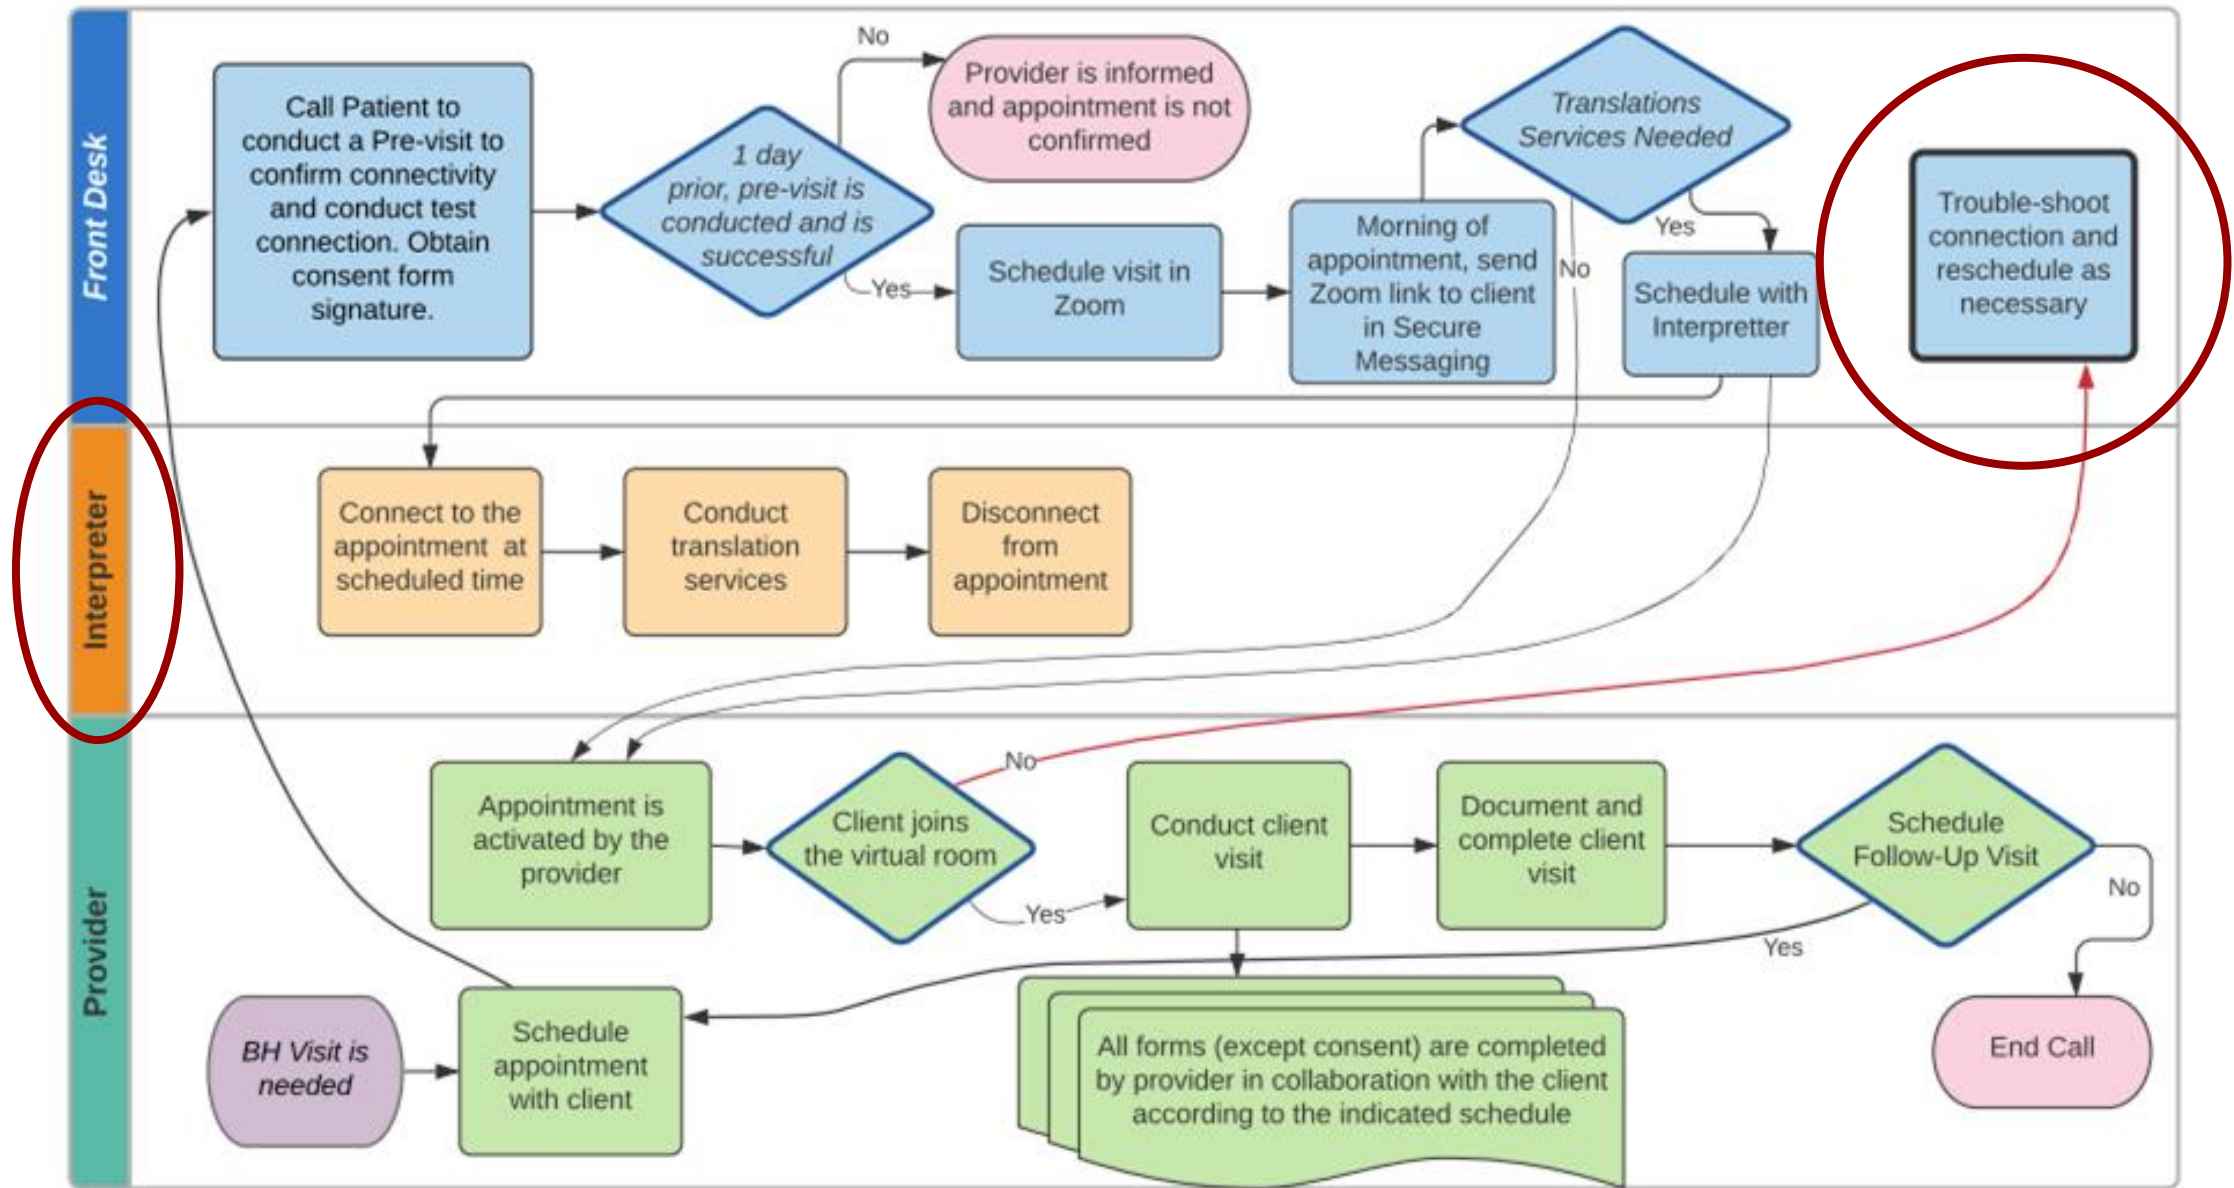 Front Desk
Call Patient to
conduct a Pre-visit to
confirm connectivity
and conduct test
connection. Obtain
consent form
signature.
1 day
prior, pre-visit is
conducted and is
successful
No
Provider is informed
and appointment is not
confirmed
Yes
Schedule visit in
Zoom
Morning of
appointment, send
Zoom link to client
in Secure
Messaging
Translations
Services Needed
No
Yes
Schedule with
Interpretter
Trouble-shoot
connection and
reschedule as
necessary
Interpreter
Connect to the
appointment at
scheduled time
Conduct
translation
services
Disconnect
from
appointment
Provider
Appointment is
activated by the
provider
Client joins
the virtual room
No
Yes
Conduct client
visit
Document and
complete client
visit
Schedule
Follow-Up Visit
No
Yes
BH Visit is
needed
Schedule
appointment
with client
All forms (except consent) are completed
by provider in collaboration with the client
according to the indicated schedule
End Call